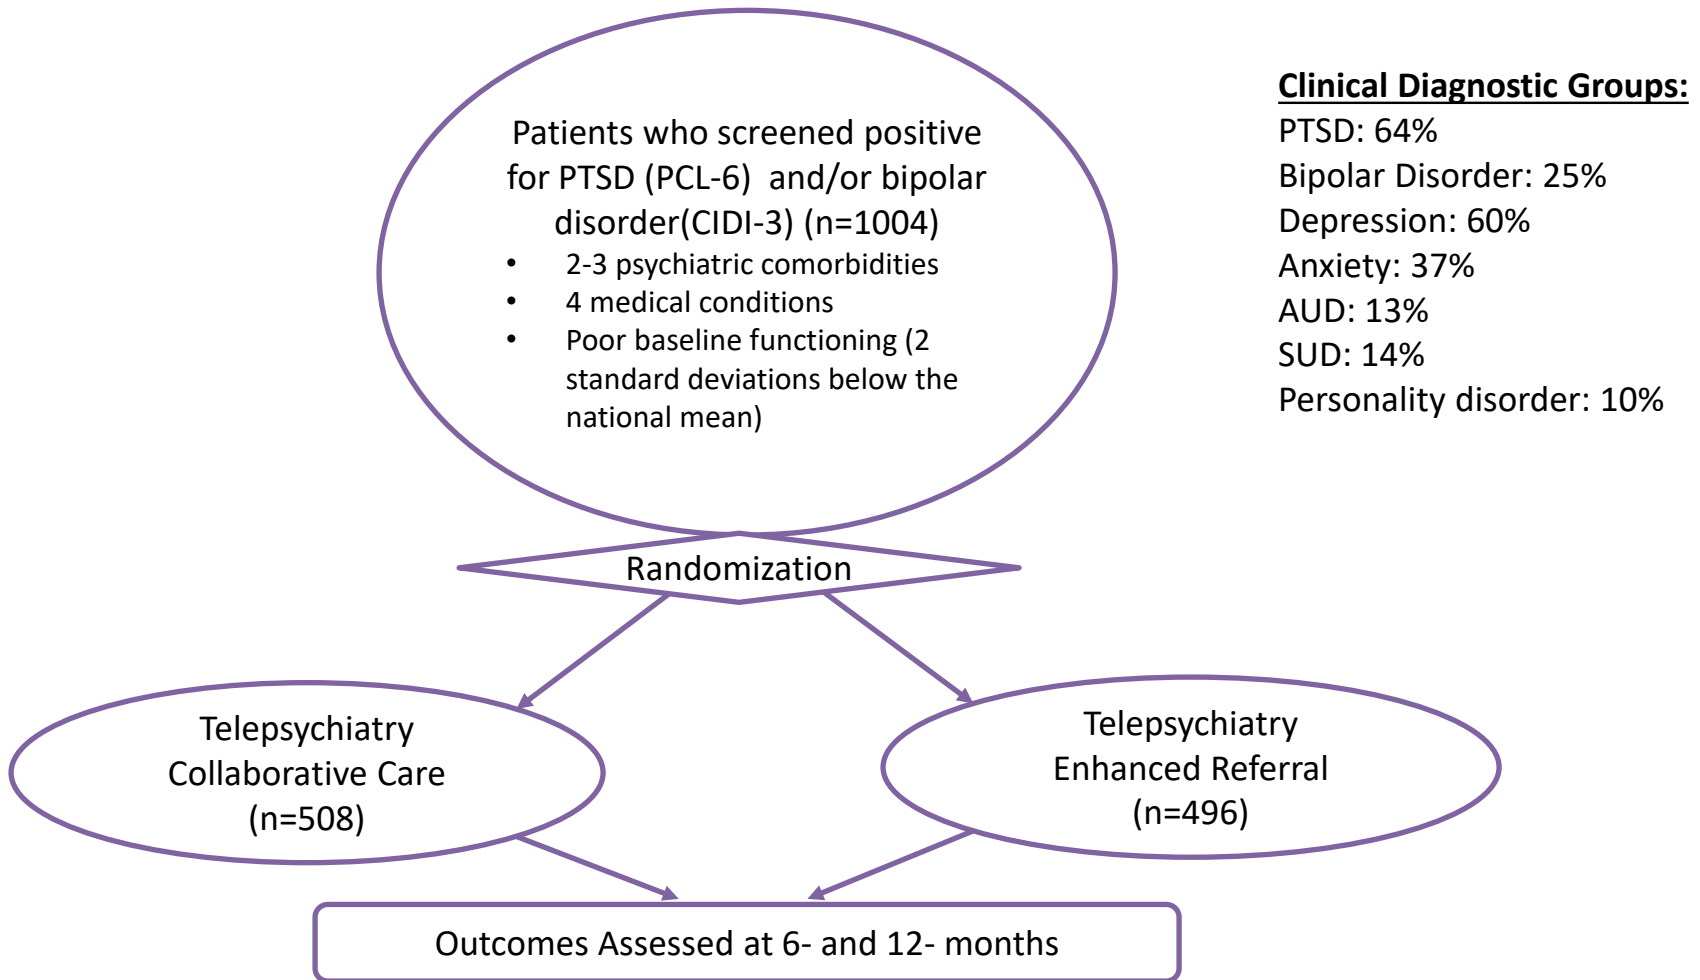 Patients who screened positive
for PTSD (PCL-6) and/or bipolar
disorder(CIDI-3) (n=1004)
• 2-3 psychiatric comorbidities
• 4 medical conditions
• Poor baseline functioning (2
standard deviations below the
national mean)
Clinical Diagnostic Groups:
PTSD: 64%
Bipolar Disorder: 25%
Depression: 60%
Anxiety: 37%
AUD: 13%
SUD: 14%
Personality disorder: 10%
Randomization
Telepsychiatry
Collaborative Care
(n=508)
Telepsychiatry
Enhanced Referral
(n=496)
Outcomes Assessed at 6- and 12- months